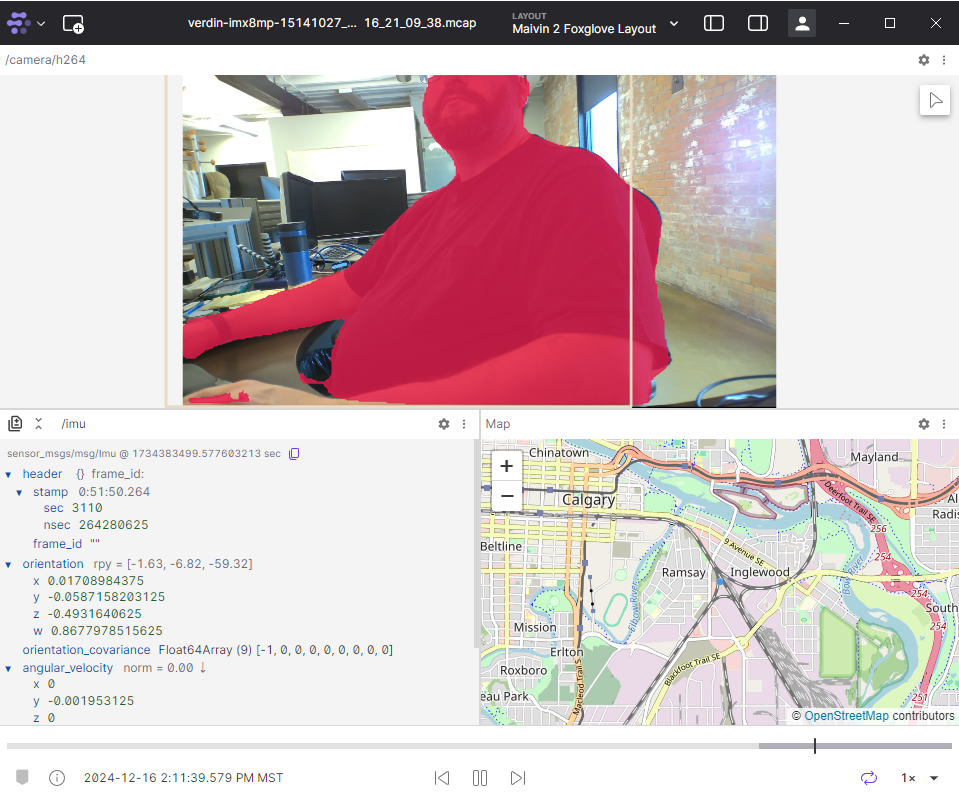 verdin-imx8mp-15141027_... 16_21_09_38.mcap
LAYOUT
Maivin 2 Foxglove Layout
/camera/h264
/imu
sensor_msgs/msg/Imu @ 1734383499.577603213 sec
header {} frame_id:
stamp 0:51:50.264
sec 3110
nsec 264280625
frame_id ""
orientation rpy = [-1.63, -6.82, -59.32]
x 0.01708984375
y -0.0587158203125
z -0.4931640625
w 0.8677978515625
orientation_covariance Float64Array (9) [-1, 0, 0, 0, 0, 0, 0, 0, 0]
angular_velocity norm = 0.00 ↓
x 0
y -0.001953125
z 0
Map
+
−
Chinatown
Mayland
Calgary
Deerfoot Trail SE
Radis
256
Beltline
9 Avenue SE
254
Ramsay
Inglewood
Bow River
Elbow River
254
South
254
Mission
Erlton
Macleod Trail S
Blackfoot Trail SE
Roxboro
eau Park
251
© OpenStreetMap contributors
2024-12-16 2:11:39.579 PM MST
1×